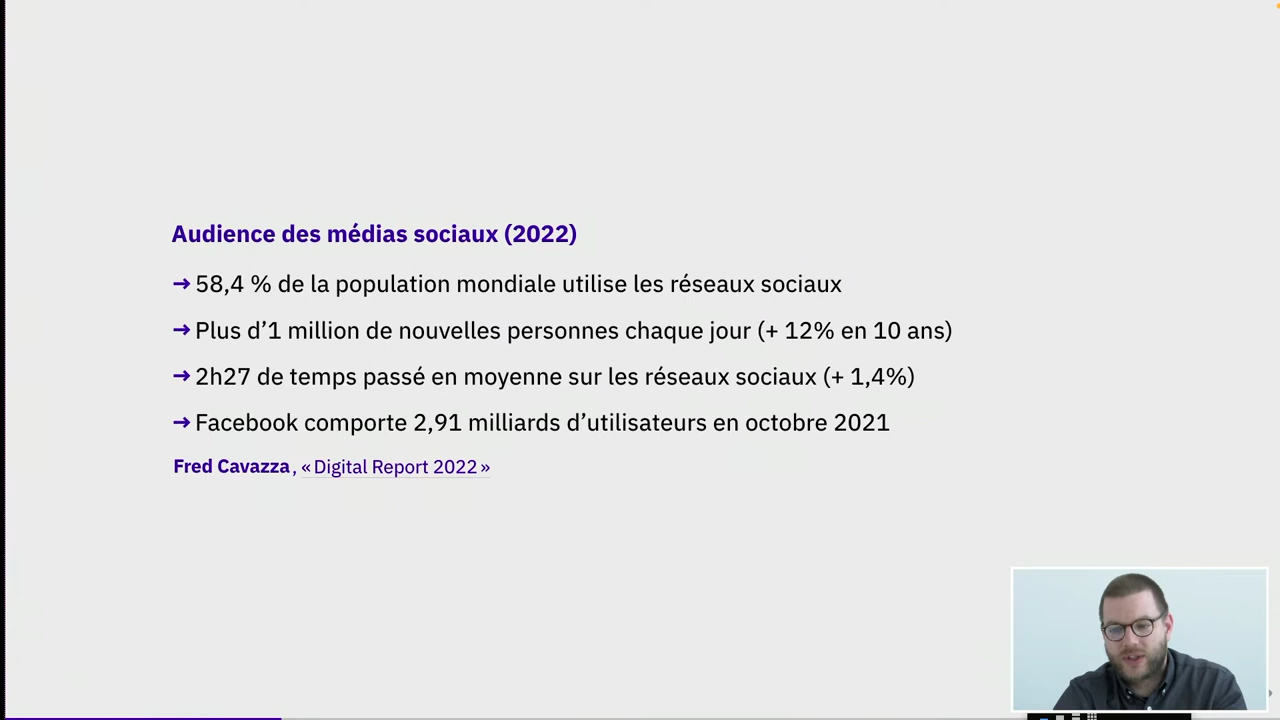 Audience des médias sociaux (2022)
→ 58,4 % de la population mondiale utilise les réseaux sociaux
→ Plus d’1 million de nouvelles personnes chaque jour (+ 12% en 10 ans)
→ 2h27 de temps passé en moyenne sur les réseaux sociaux (+ 1,4%)
→ Facebook comporte 2,91 milliards d’utilisateurs en octobre 2021
Fred Cavazza, « Digital Report 2022 »